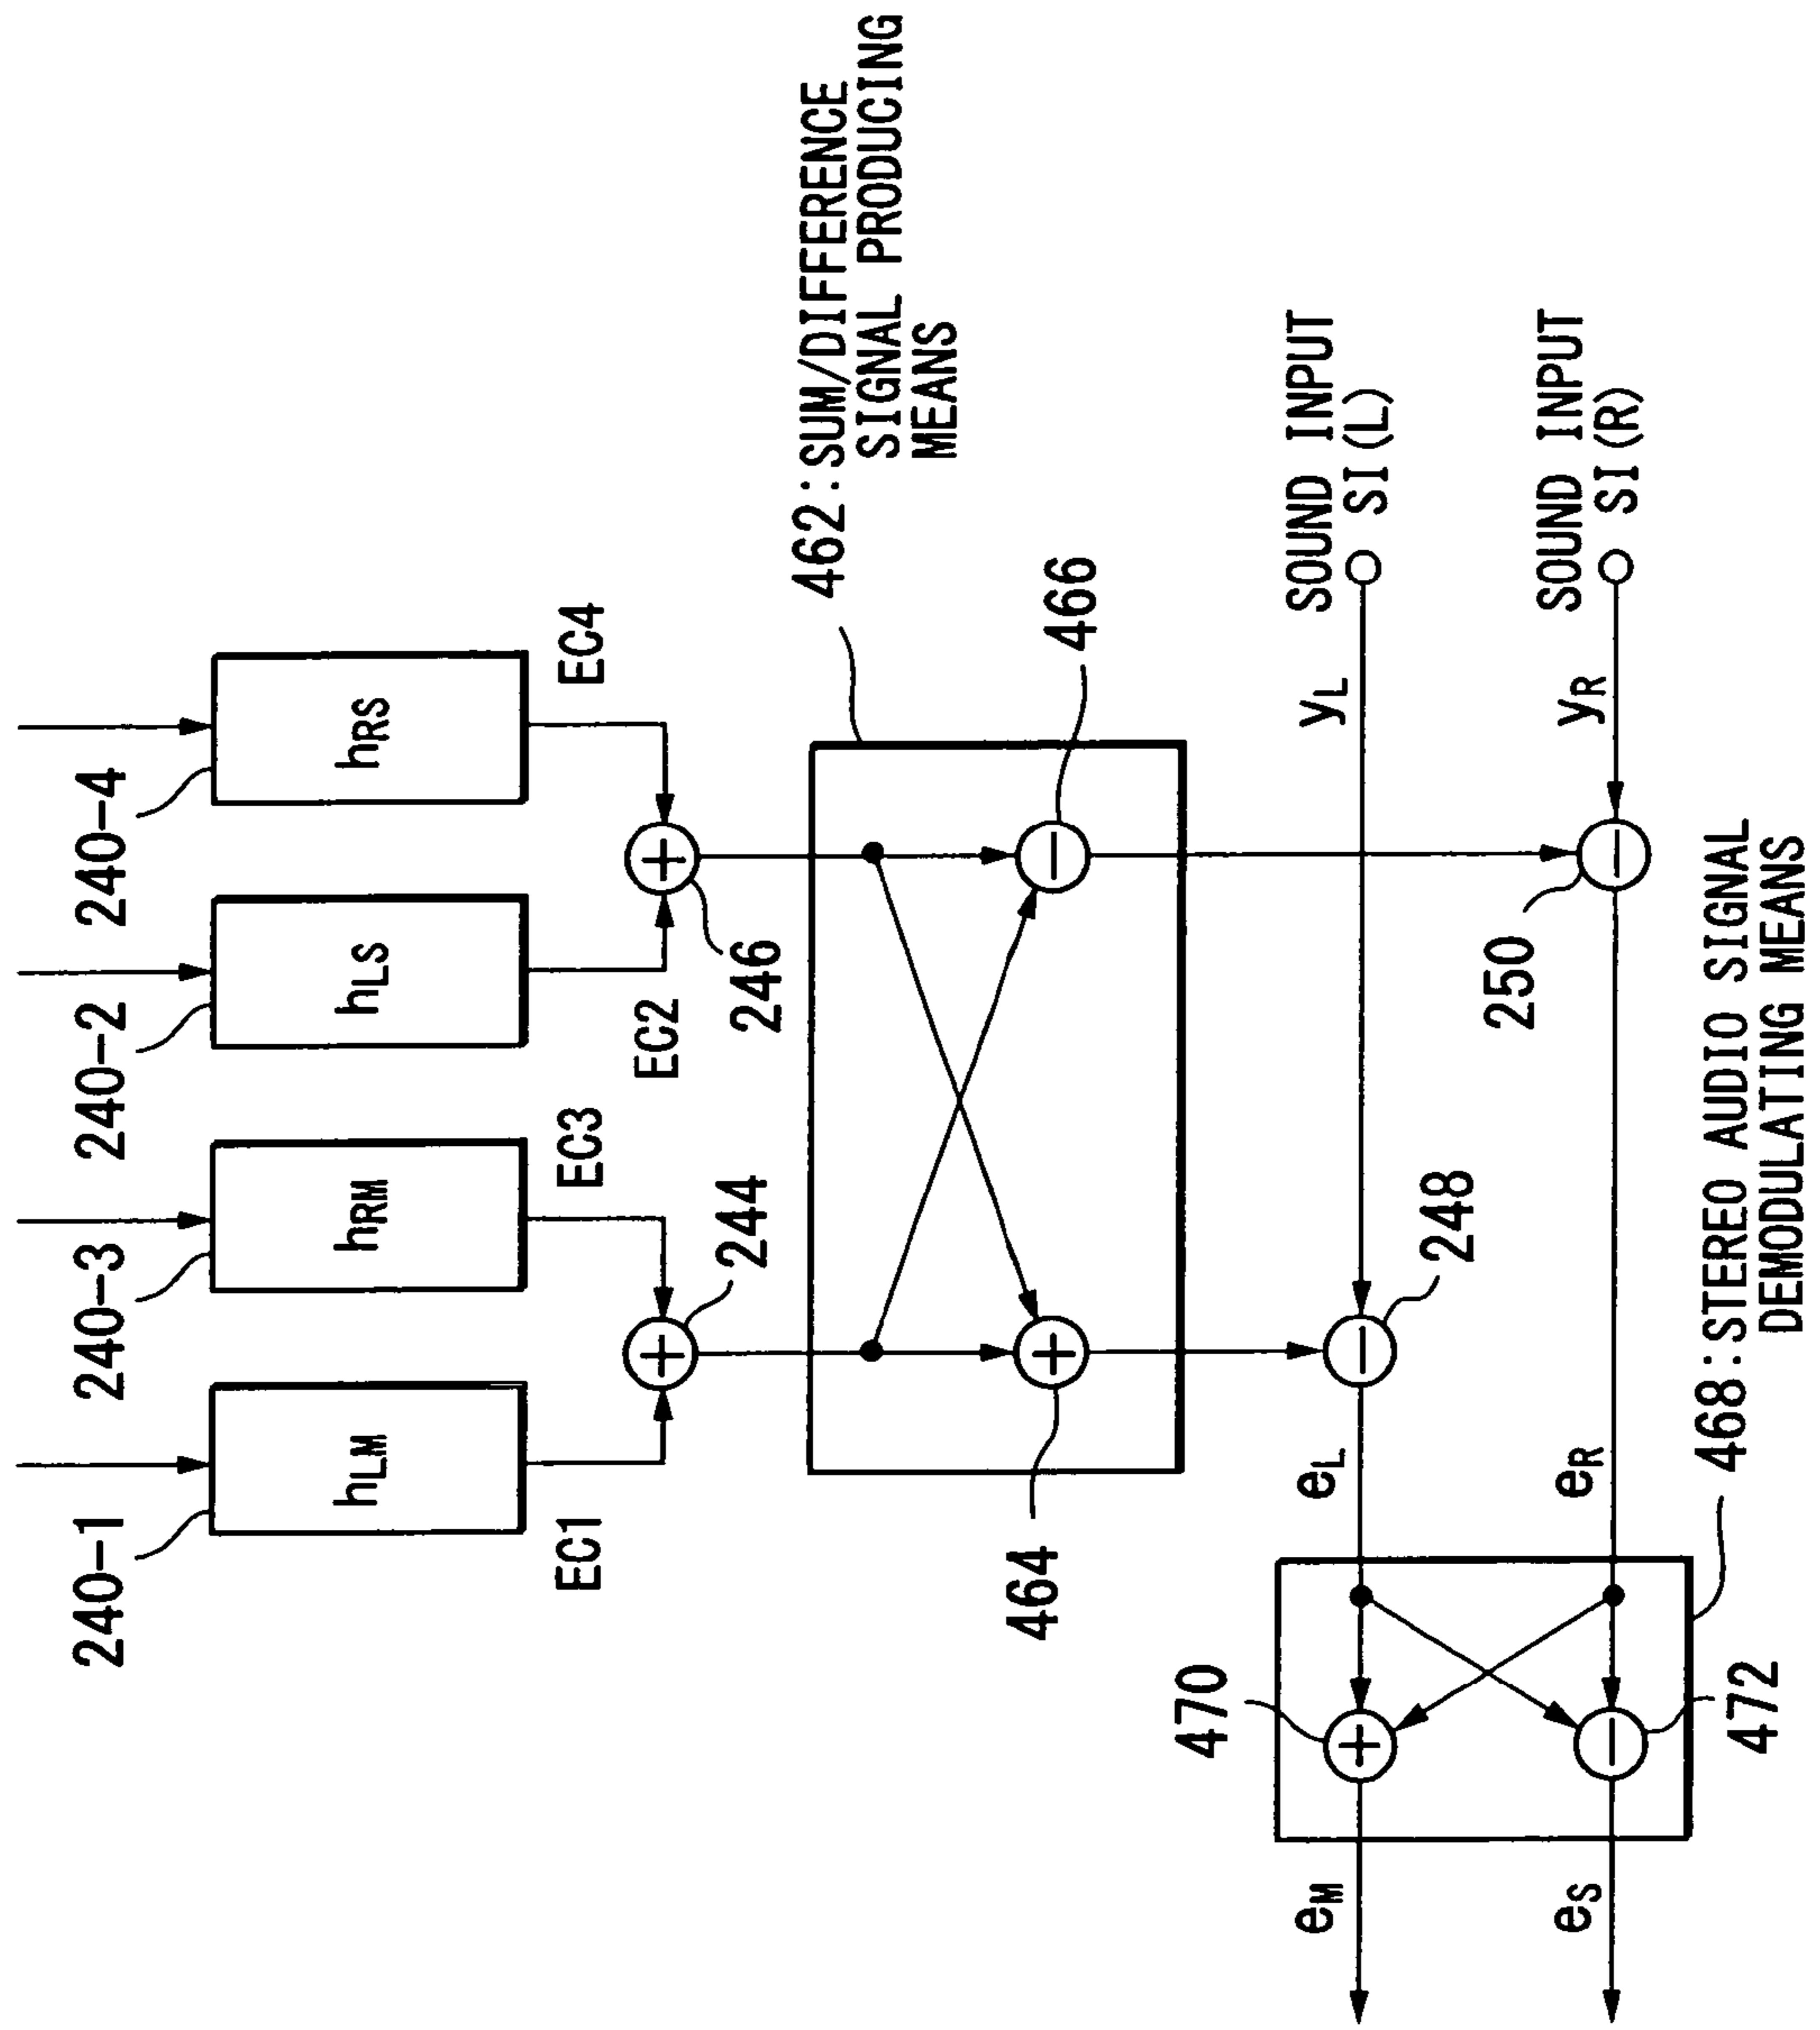 240-1
240-3
240-2
240-4
hLM
hRM
hLS
hRS
EC1
EC3
EC2
EC4
244
246
462:SUM/DIFFERENCE
SIGNAL PRODUCING
MEANS
464
466
470
eM
eL
yL
SOUND INPUT
SI(L)
248
250
eS
eR
yR
SOUND INPUT
SI(R)
472
468:STEREO AUDIO SIGNAL
DEMODULATING MEANS